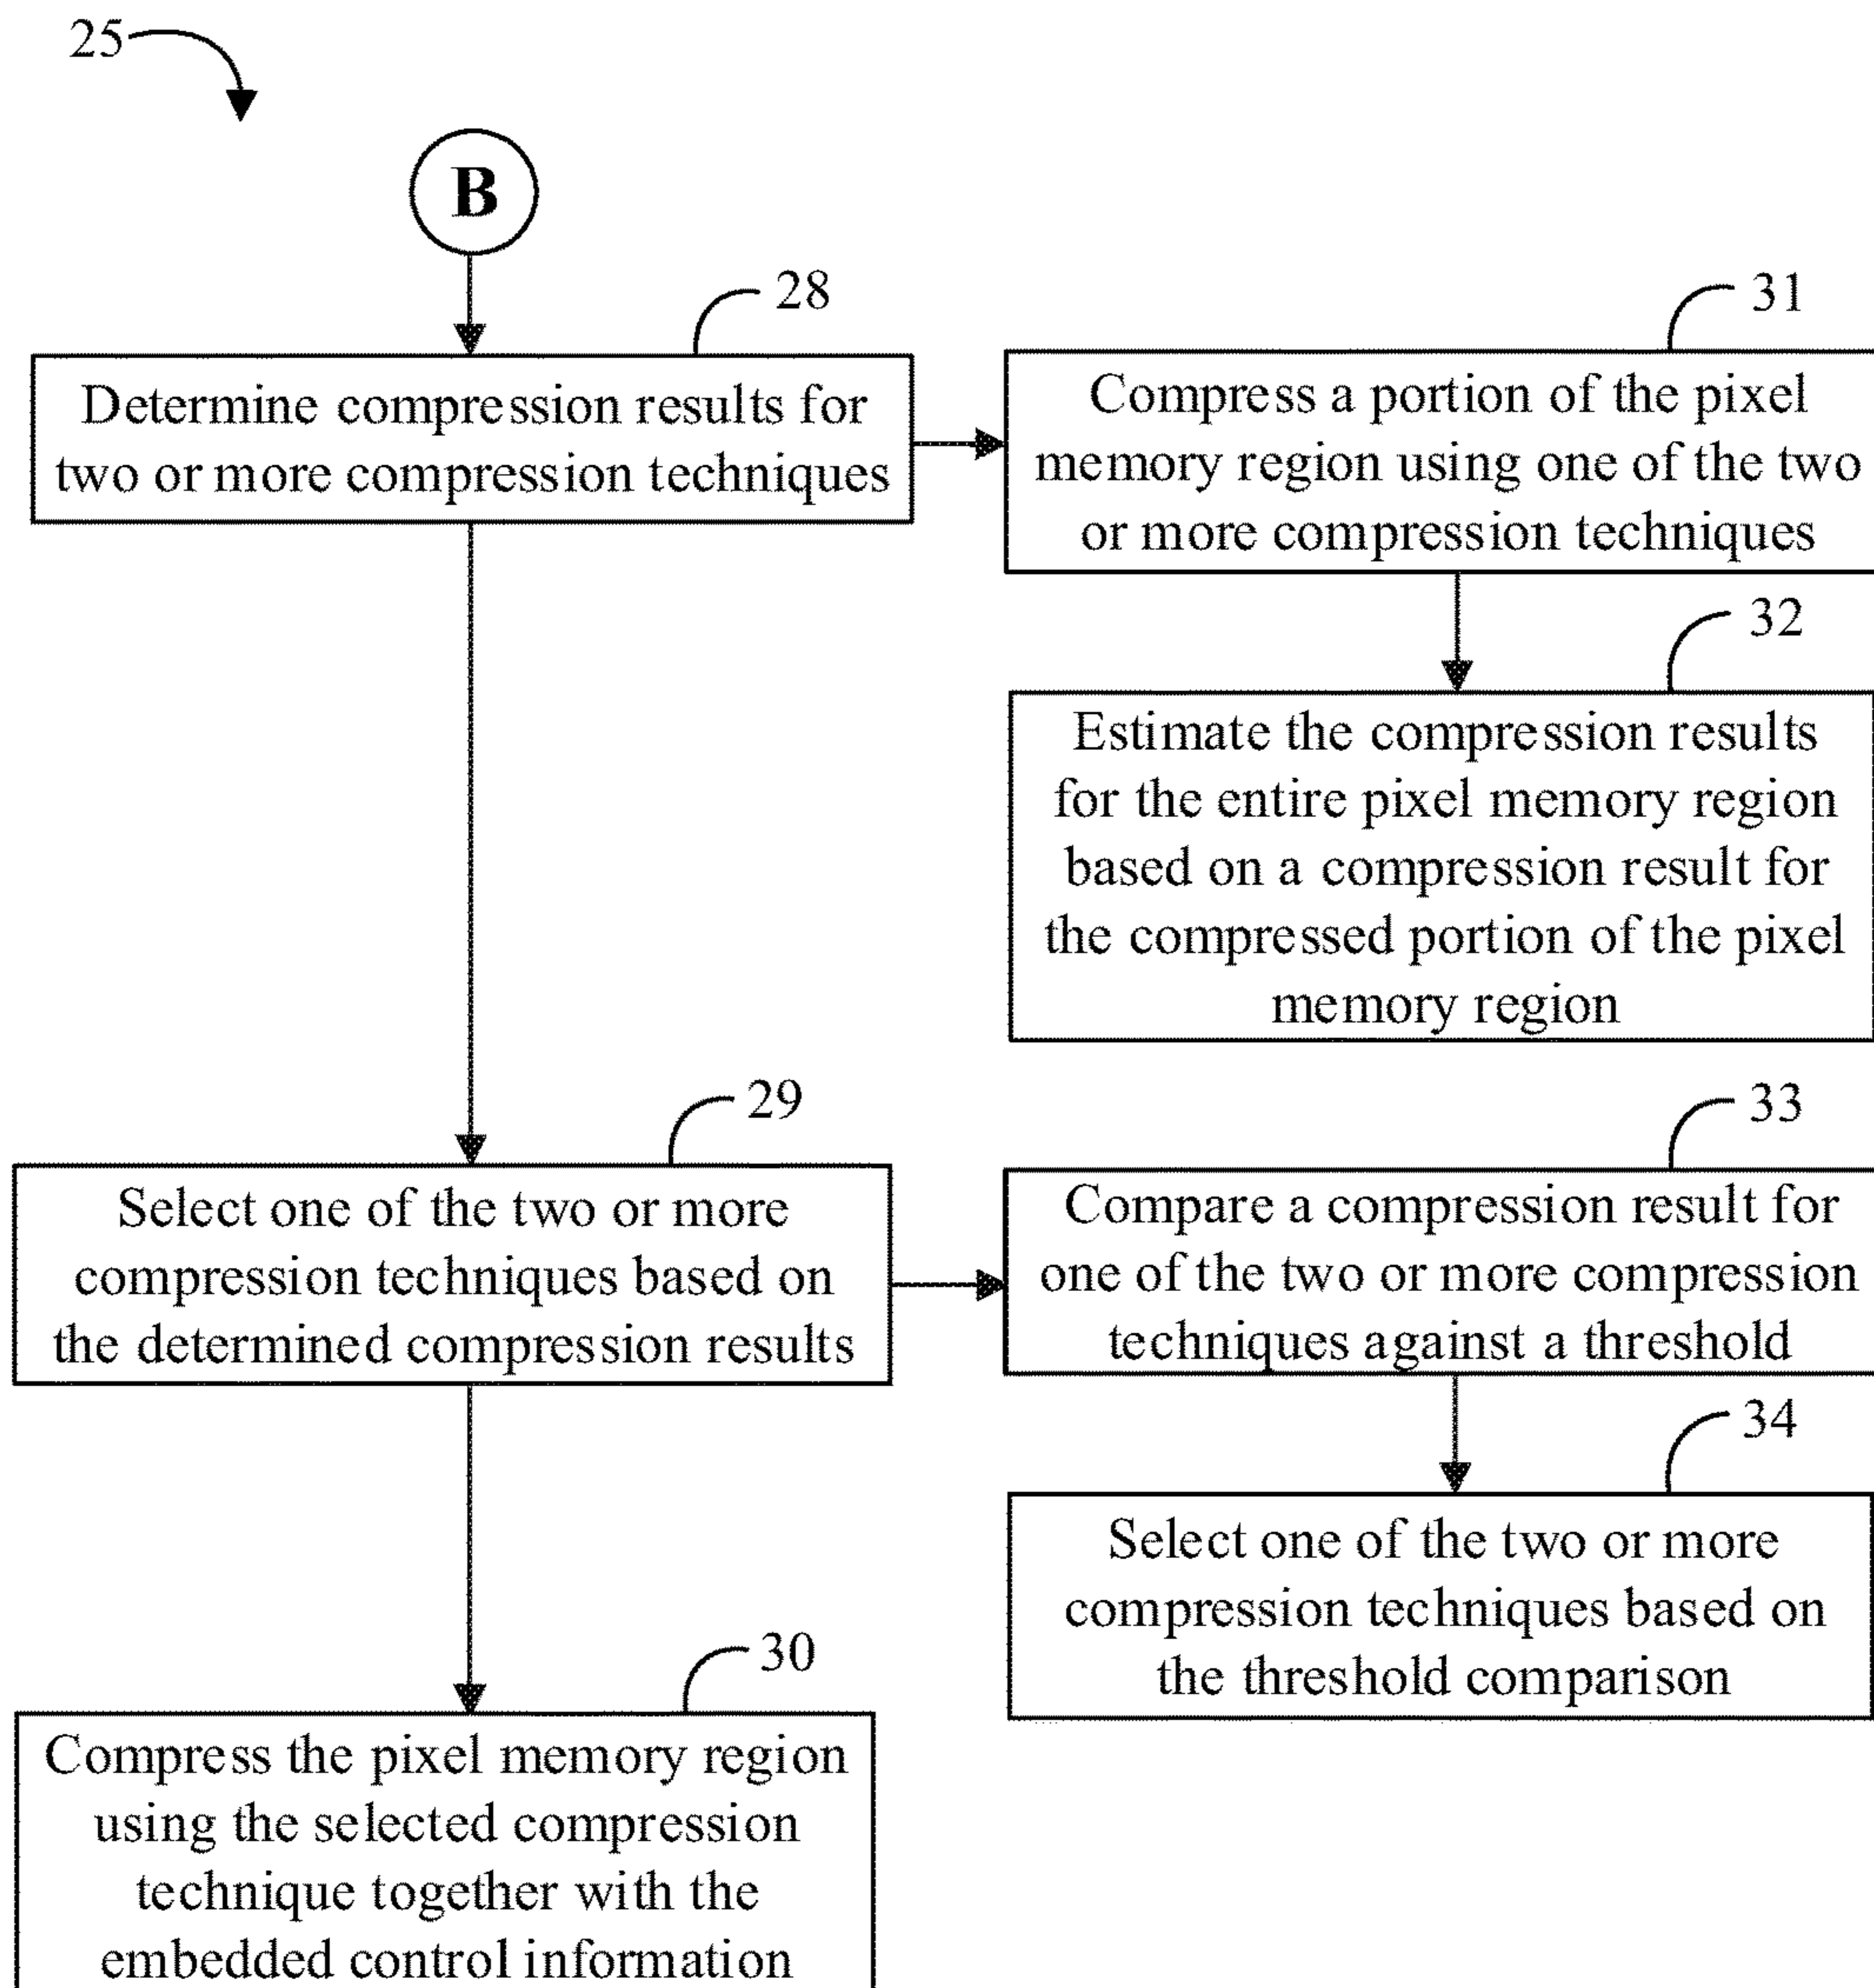 25
B
28
Determine compression results for
two or more compression techniques
31
Compress a portion of the pixel
memory region using one of the two
or more compression techniques
32
Estimate the compression results
for the entire pixel memory region
based on a compression result for
the compressed portion of the pixel
memory region
29
Select one of the two or more
compression techniques based on
the determined compression results
33
Compare a compression result for
one of the two or more compression
techniques against a threshold
34
Select one of the two or more
compression techniques based on
the threshold comparison
30
Compress the pixel memory region
using the selected compression
technique together with the
embedded control information